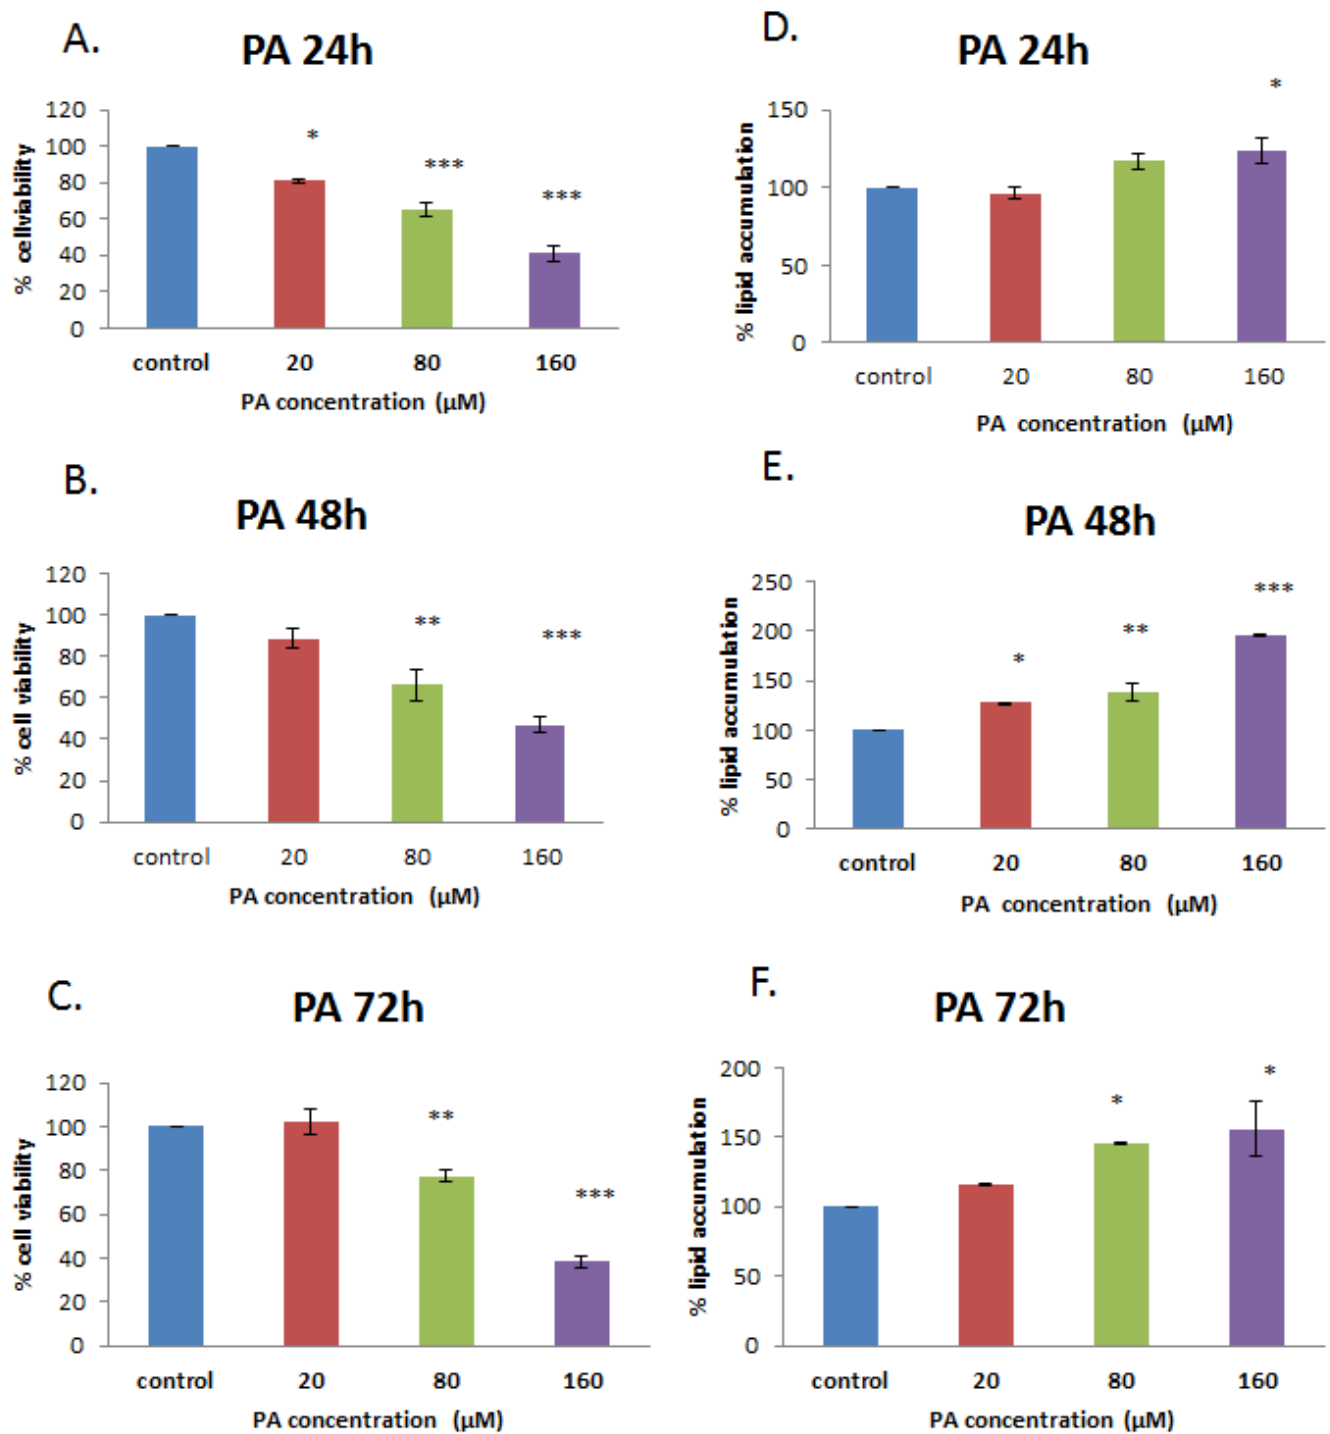 A.
PA 24h
% cellviability
120
100
80
60
40
20
0
*
***
***
control 20 80 160
PA concentration (µM)
D.
PA 24h
% lipid accumulation
150
100
50
0
*
control 20 80 160
PA concentration (µM)
B.
PA 48h
% cell viability
120
100
80
60
40
20
0
**
***
control 20 80 160
PA concentration (µM)
E.
PA 48h
% lipid accumulation
250
200
150
100
50
0
*
**
***
control 20 80 160
PA concentration (µM)
C.
PA 72h
% cell viability
120
100
80
60
40
20
0
**
***
control 20 80 160
PA concentration (µM)
F.
PA 72h
% lipid accumulation
200
150
100
50
0
*
*
control 20 80 160
PA concentration (µM)